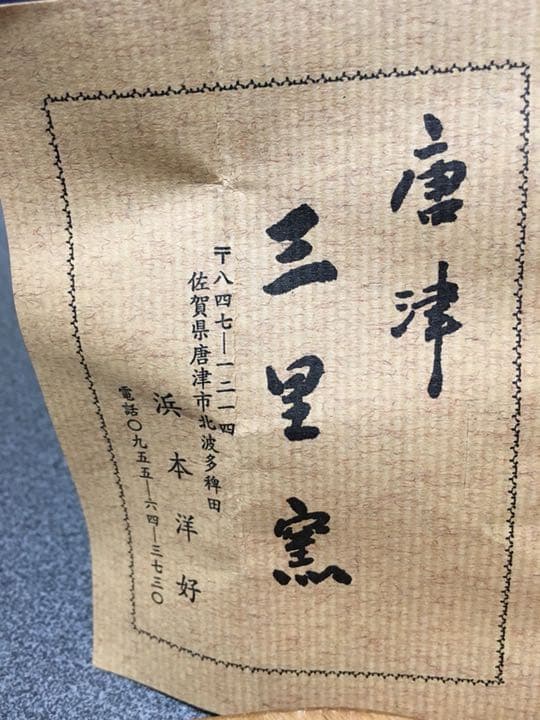 唐津
三里窯
〒八四七―一二一四
佐賀県唐津市北波多稗田
浜本洋好
電話〇九五五―六四―三七三〇